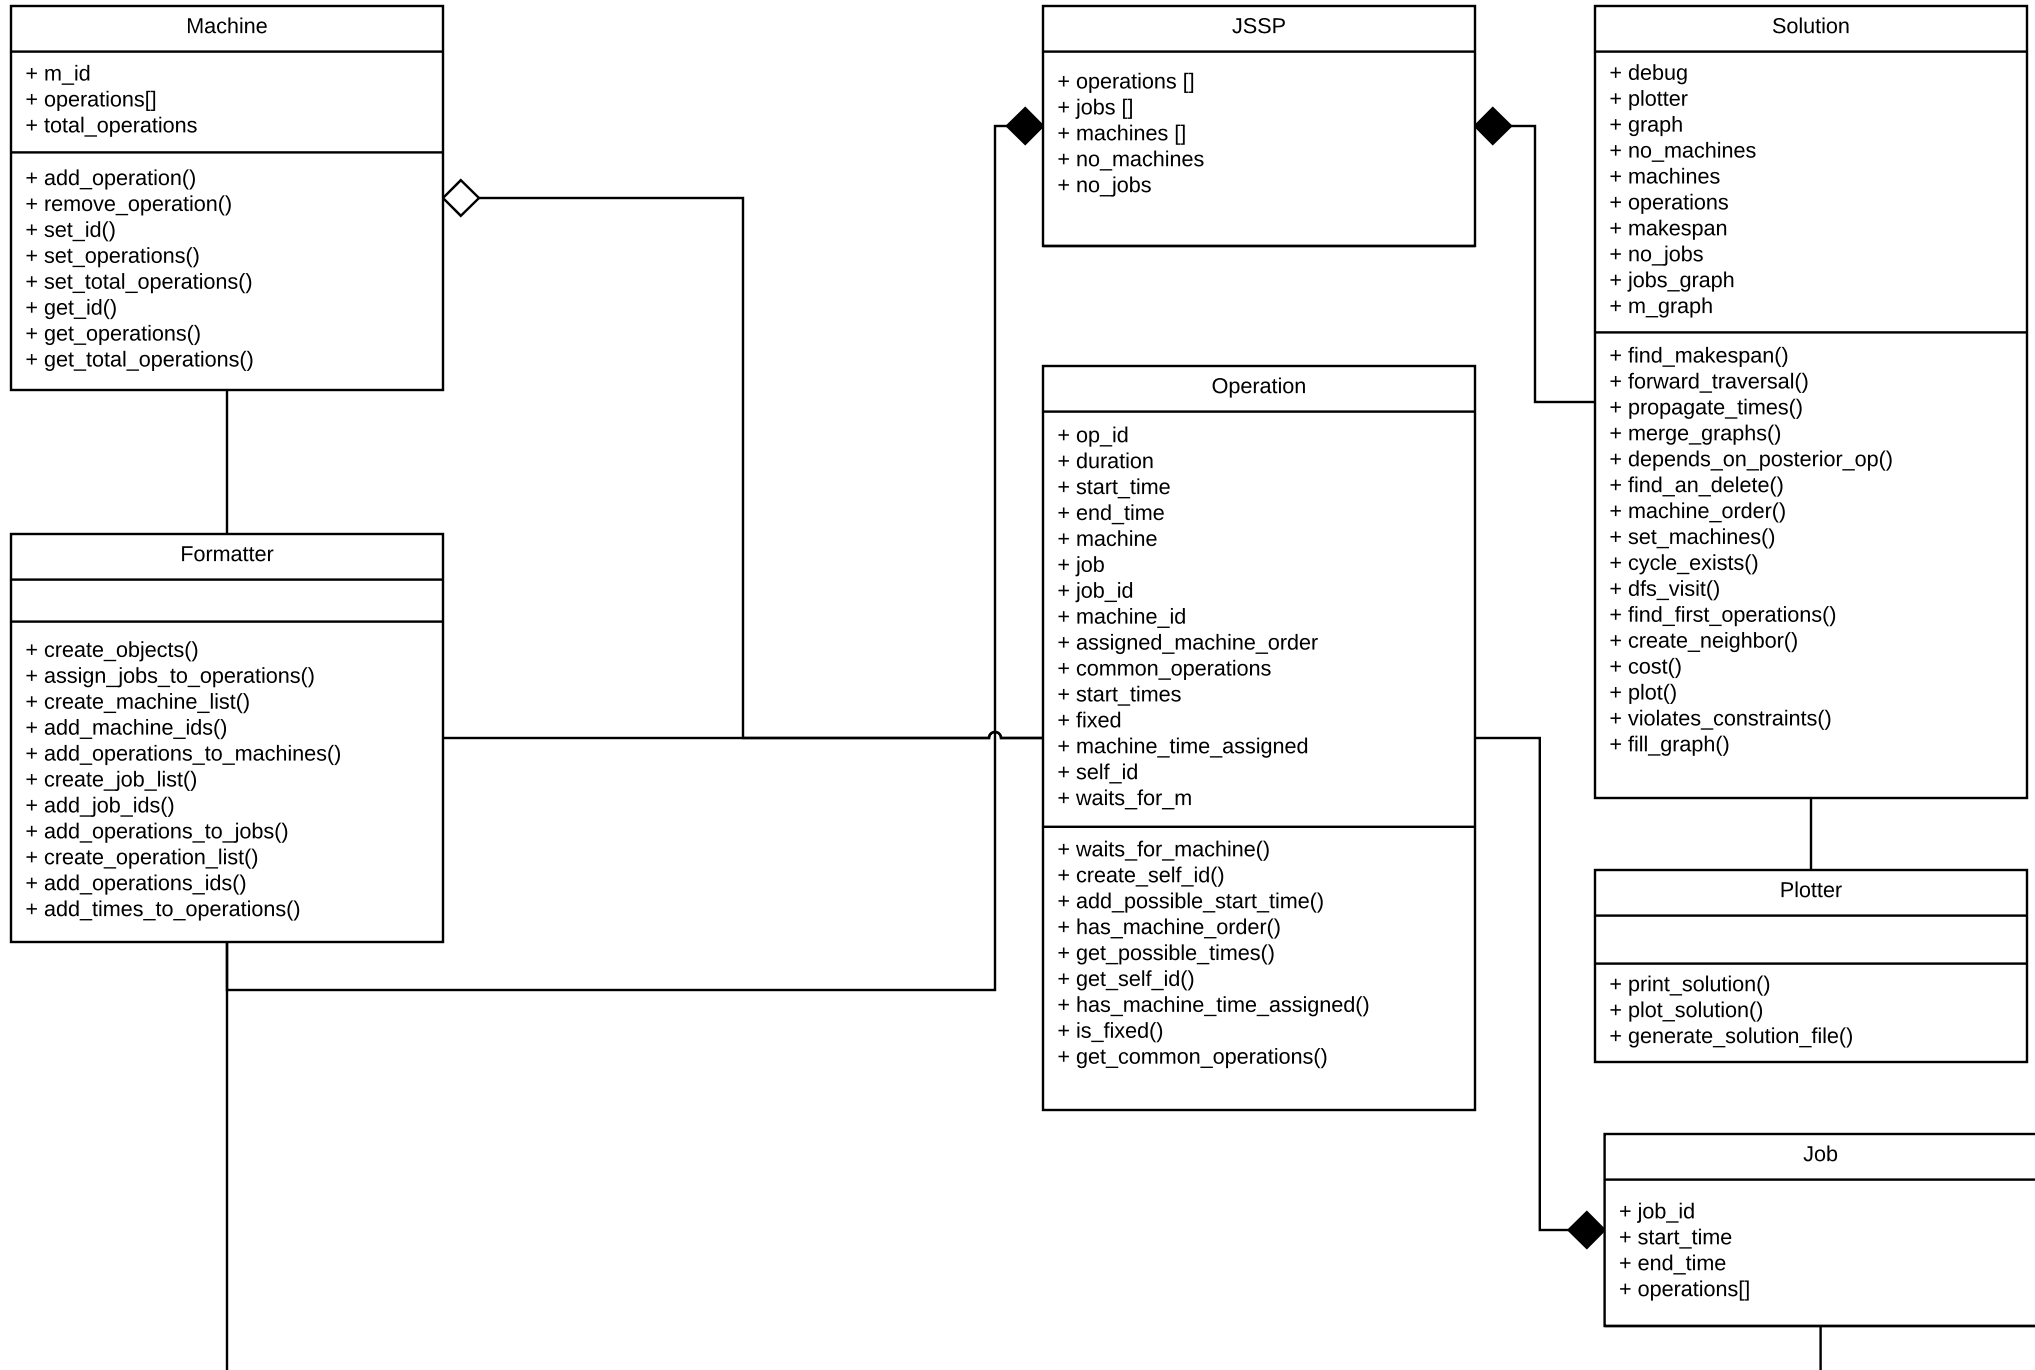 Machine
+ m_id
+ operations[]
+ total_operations
+ add_operation()
+ remove_operation()
+ set_id()
+ set_operations()
+ set_total_operations()
+ get_id()
+ get_operations()
+ get_total_operations()
Formatter
+ create_objects()
+ assign_jobs_to_operations()
+ create_machine_list()
+ add_machine_ids()
+ add_operations_to_machines()
+ create_job_list()
+ add_job_ids()
+ add_operations_to_jobs()
+ create_operation_list()
+ add_operations_ids()
+ add_times_to_operations()
JSSP
+ operations []
+ jobs []
+ machines []
+ no_machines
+ no_jobs
Operation
+ op_id
+ duration
+ start_time
+ end_time
+ machine
+ job
+ job_id
+ machine_id
+ assigned_machine_order
+ common_operations
+ start_times
+ fixed
+ machine_time_assigned
+ self_id
+ waits_for_m
+ waits_for_machine()
+ create_self_id()
+ add_possible_start_time()
+ has_machine_order()
+ get_possible_times()
+ get_self_id()
+ has_machine_time_assigned()
+ is_fixed()
+ get_common_operations()
Solution
+ debug
+ plotter
+ graph
+ no_machines
+ machines
+ operations
+ makespan
+ no_jobs
+ jobs_graph
+ m_graph
+ find_makespan()
+ forward_traversal()
+ propagate_times()
+ merge_graphs()
+ depends_on_posterior_op()
+ find_an_delete()
+ machine_order()
+ set_machines()
+ cycle_exists()
+ dfs_visit()
+ find_first_operations()
+ create_neighbor()
+ cost()
+ plot()
+ violates_constraints()
+ fill_graph()
Plotter
+ print_solution()
+ plot_solution()
+ generate_solution_file()
Job
+ job_id
+ start_time
+ end_time
+ operations[]